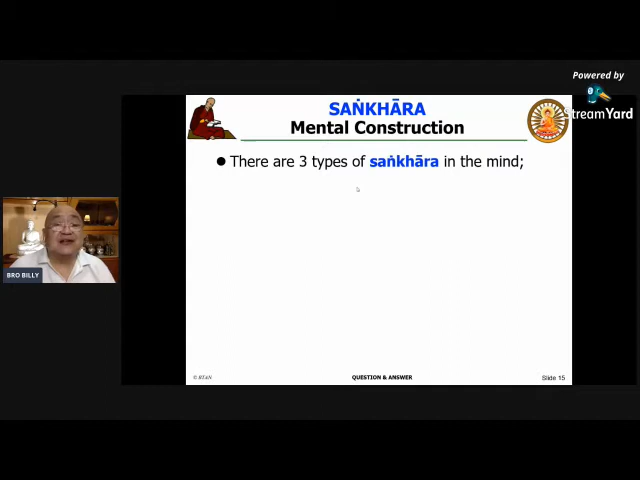 Powered by
StreamYard
SAṄKHĀRA
Mental Construction
● There are 3 types of saṅkhāra in the mind;
BRO BILLY
© BTAN
QUESTION & ANSWER
Slide 15